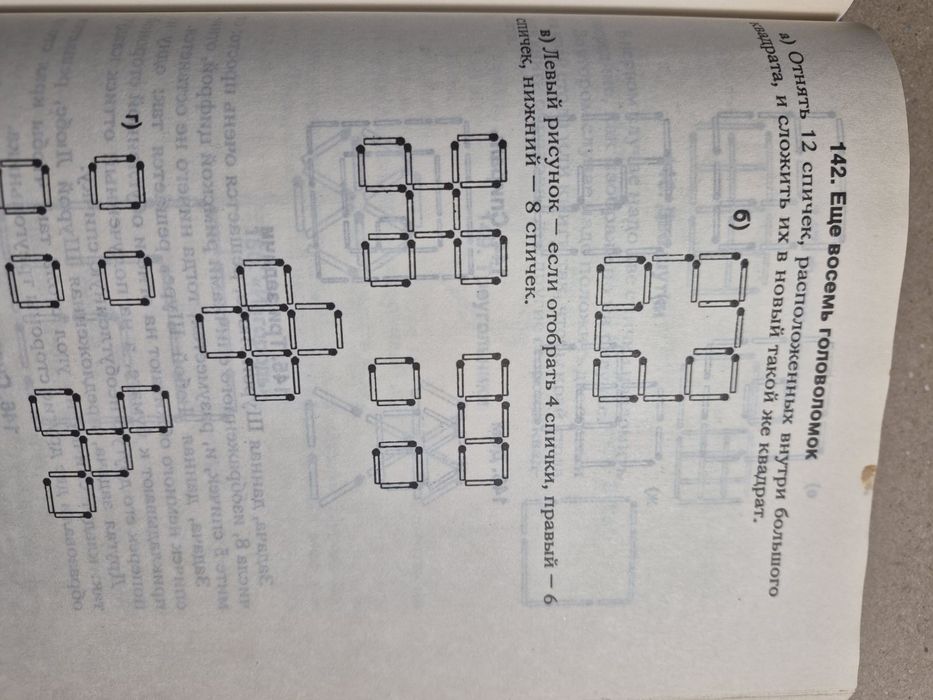 142. Еще восемь головоломок
а) Отнять 12 спичек, расположенных внутри большого
квадрата, и сложить их в новый такой же квадрат.
б)
в) Левый рисунок — если отобрать 4 спички, правый — 6
спичек, нижний — 8 спичек.
г)